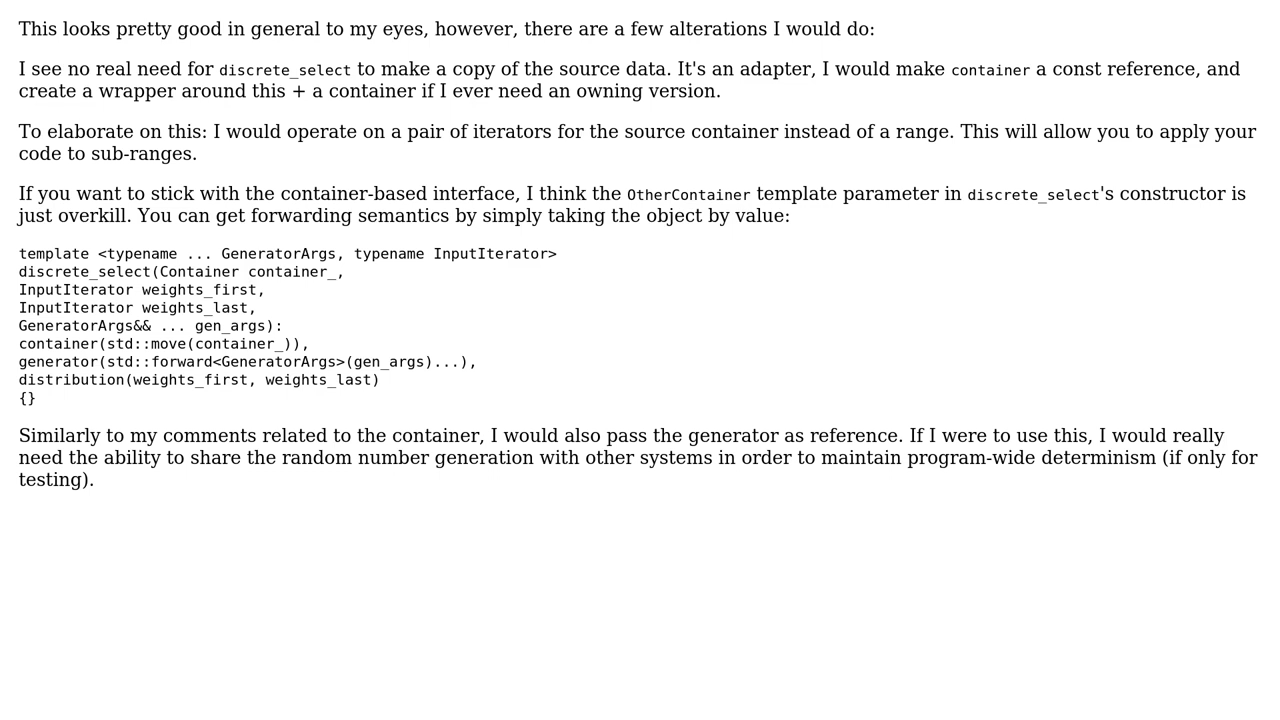 This looks pretty good in general to my eyes, however, there are a few alterations I would do:
I see no real need for discrete_select to make a copy of the source data. It's an adapter, I would make container a const reference, and
create a wrapper around this + a container if I ever need an owning version.
To elaborate on this: I would operate on a pair of iterators for the source container instead of a range. This will allow you to apply your
code to sub-ranges.
If you want to stick with the container-based interface, I think the OtherContainer template parameter in discrete_select's constructor is
just overkill. You can get forwarding semantics by simply taking the object by value:
template <typename ... GeneratorArgs, typename InputIterator>
discrete_select(Container container_,
InputIterator weights_first,
InputIterator weights_last,
GeneratorArgs&& ... gen_args):
container(std::move(container_)),
generator(std::forward<GeneratorArgs>(gen_args)...),
distribution(weights_first, weights_last)
{}
Similarly to my comments related to the container, I would also pass the generator as reference. If I were to use this, I would really
need the ability to share the random number generation with other systems in order to maintain program-wide determinism (if only for
testing).